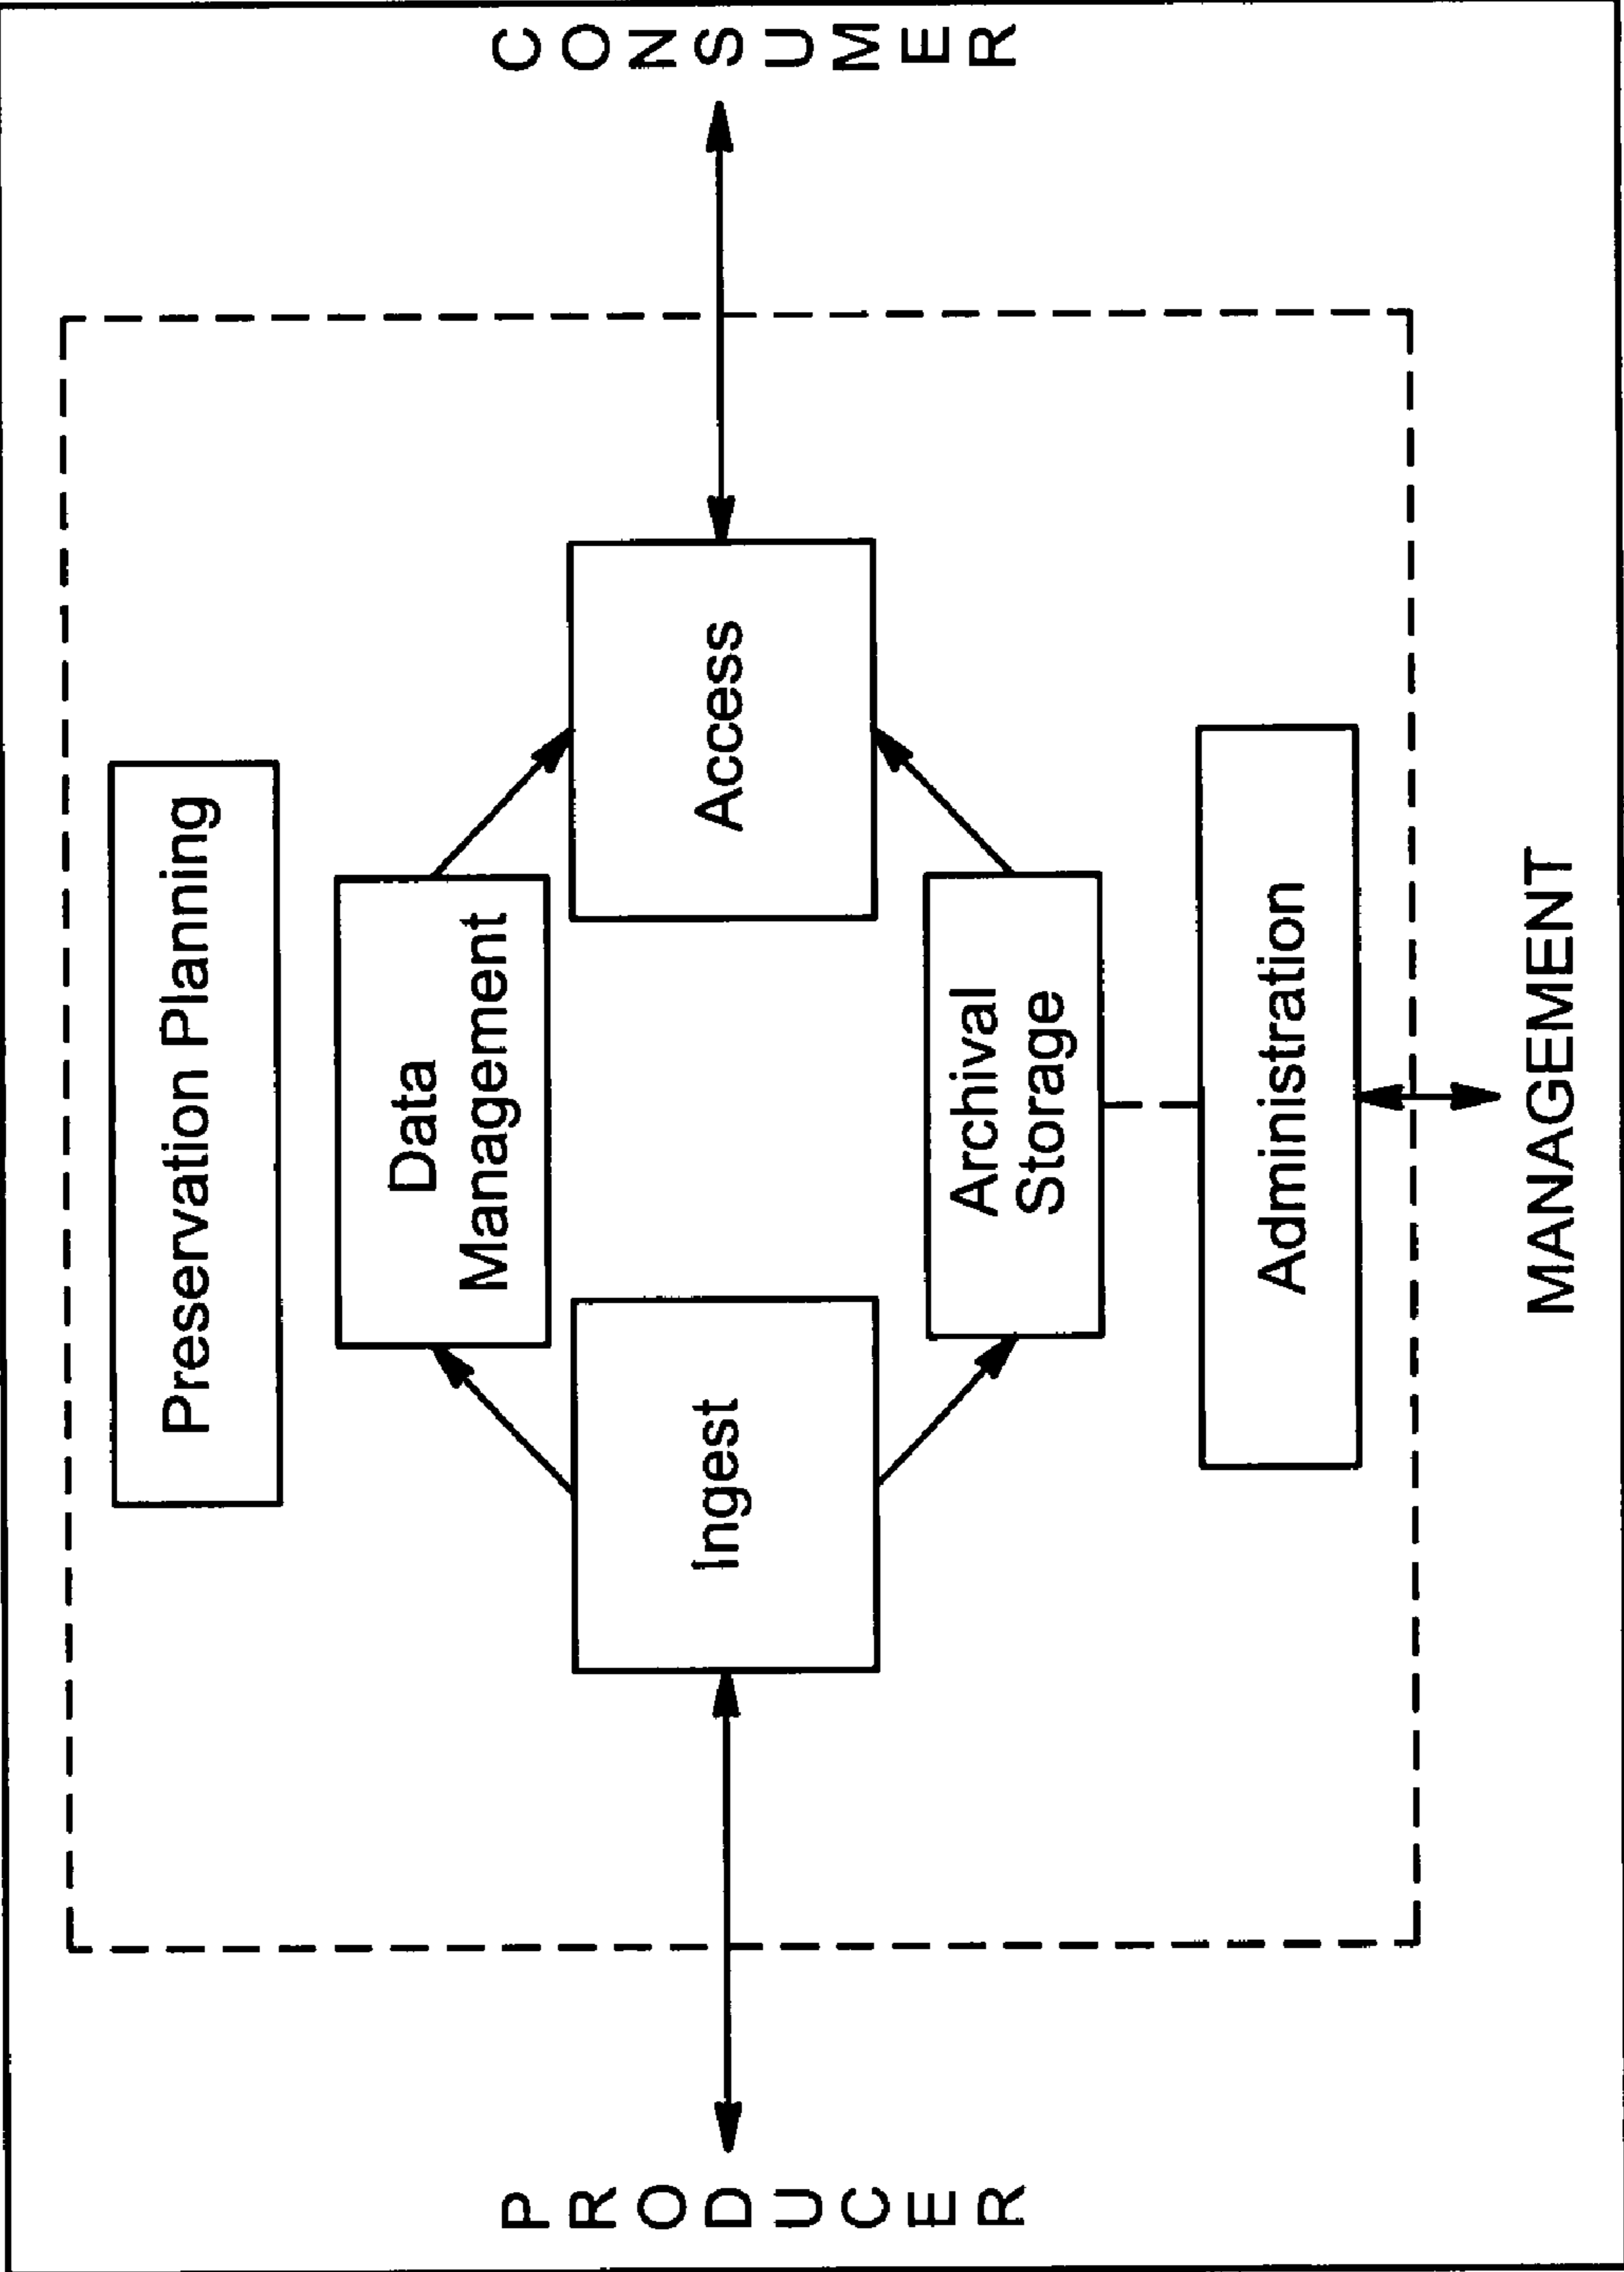 Preservation Planning
PRODUCER
Data
Management
Ingest
Access
CONSUMER
Archival
Storage
Administration
MANAGEMENT